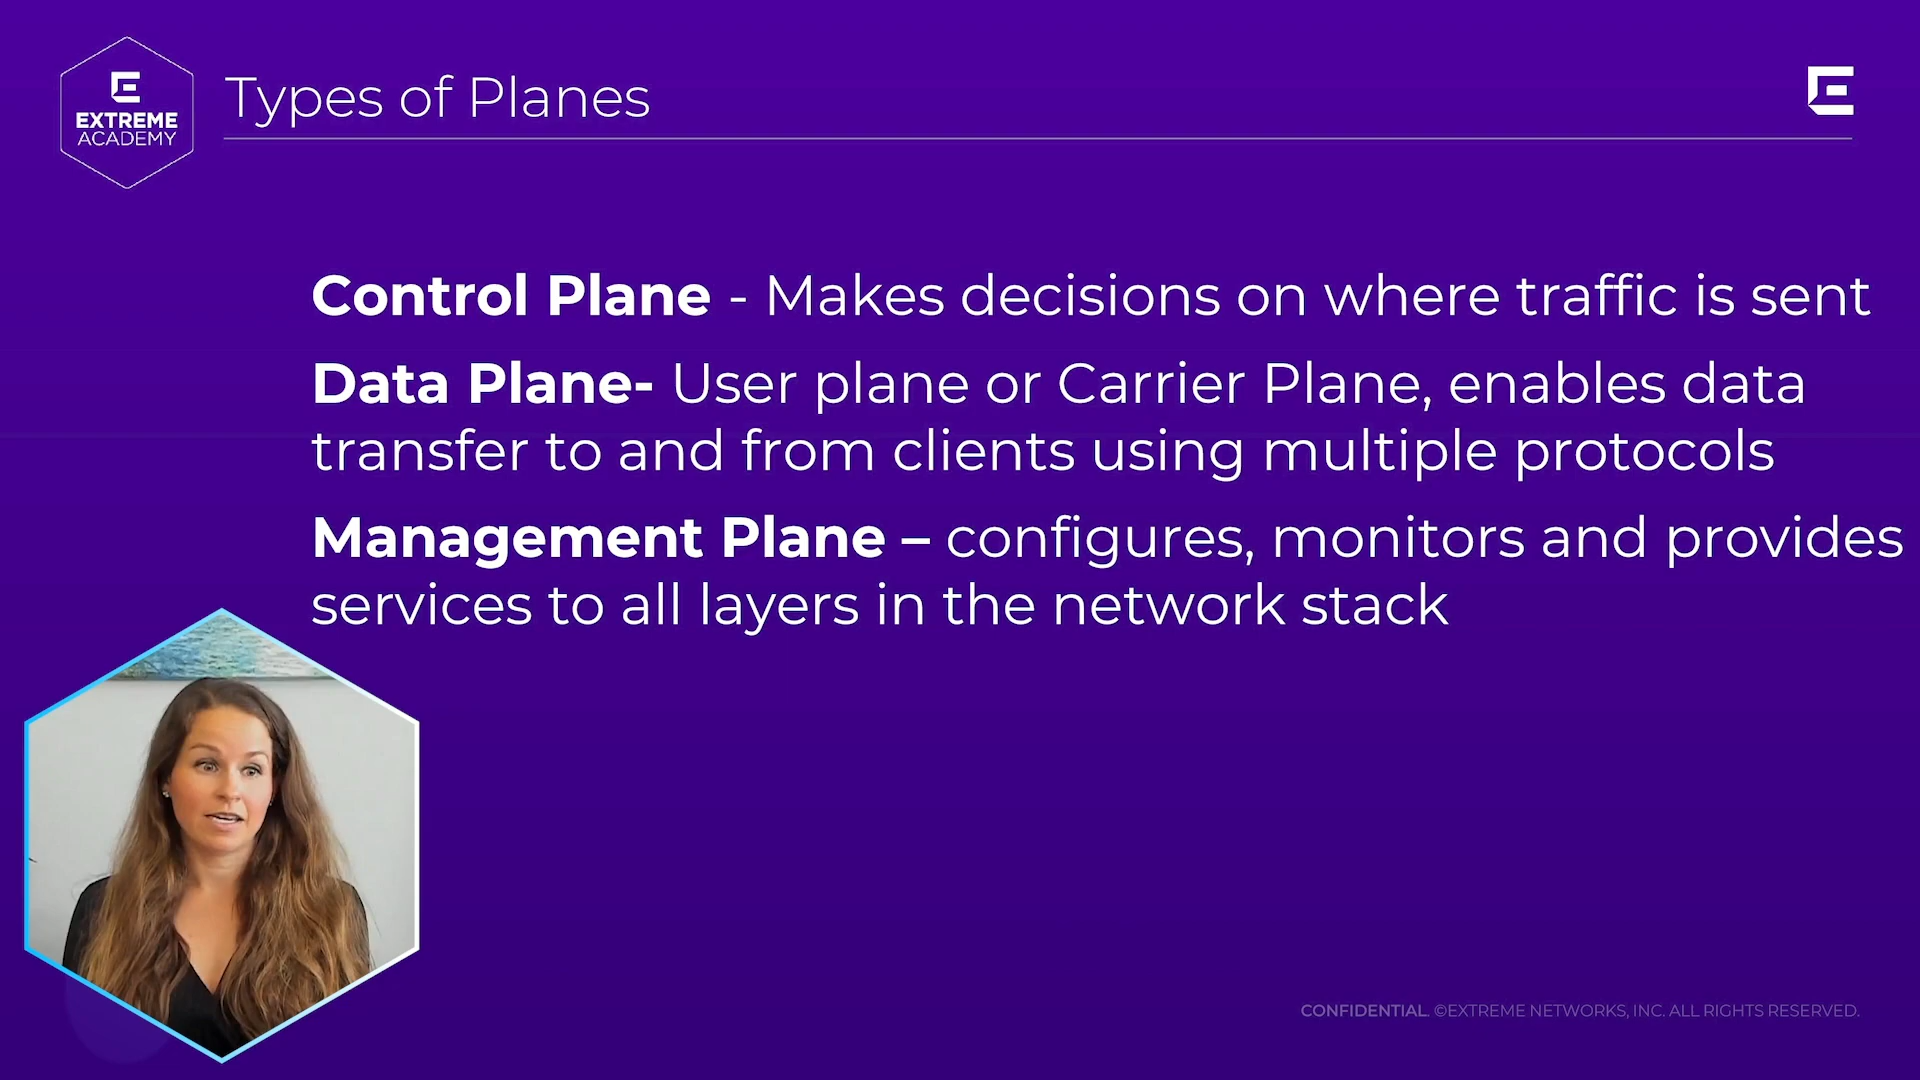 EXTREME
ACADEMY
Types of Planes
Control Plane - Makes decisions on where traffic is sent
Data Plane- User plane or Carrier Plane, enables data
transfer to and from clients using multiple protocols
Management Plane – configures, monitors and provides
services to all layers in the network stack
CONFIDENTIAL. ©EXTREME NETWORKS, INC. ALL RIGHTS RESERVED.